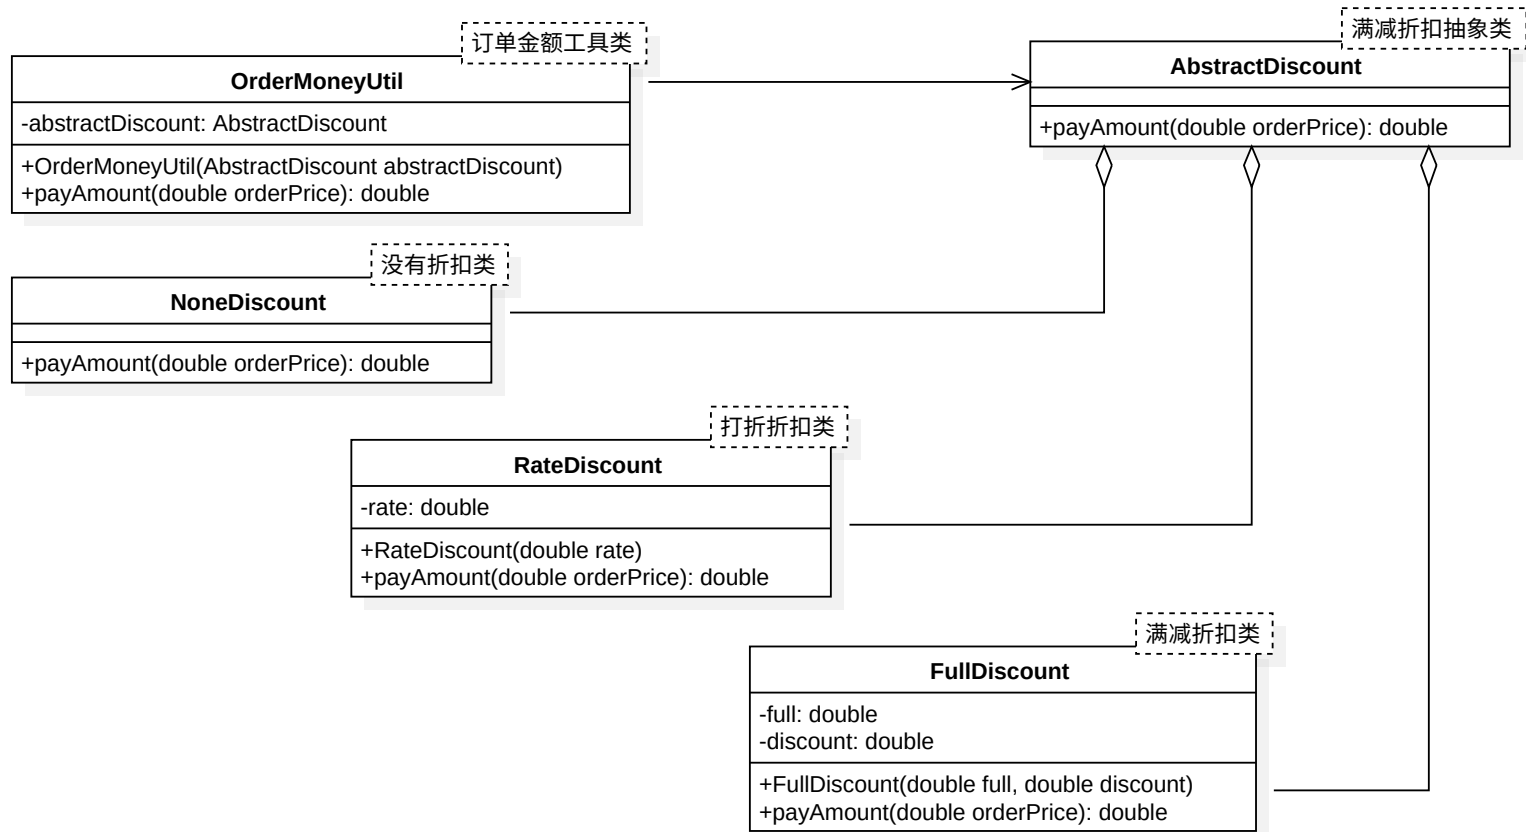 订单金额工具类
OrderMoneyUtil
-abstractDiscount: AbstractDiscount
+OrderMoneyUtil(AbstractDiscount abstractDiscount)
+payAmount(double orderPrice): double
满减折扣抽象类
AbstractDiscount
+payAmount(double orderPrice): double
没有折扣类
NoneDiscount
+payAmount(double orderPrice): double
打折折扣类
RateDiscount
-rate: double
+RateDiscount(double rate)
+payAmount(double orderPrice): double
满减折扣类
FullDiscount
-full: double
-discount: double
+FullDiscount(double full, double discount)
+payAmount(double orderPrice): double